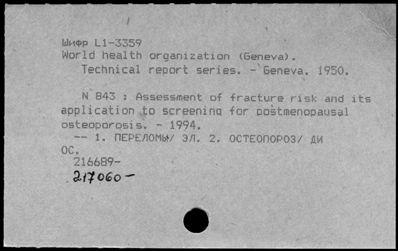 Шифр L1-3359
World health organization (Geneva).
Technical report series. - Geneva. 1950.
N 843 : Assessment of fracture risk and its
application to screening for postmenopausal
osteoporosis. - 1994.
-- 1. ПЕРЕЛОМЫ/ ЭЛ. 2. ОСТЕОПОРОЗ/ ДИ
ОС.
216689-
217060-